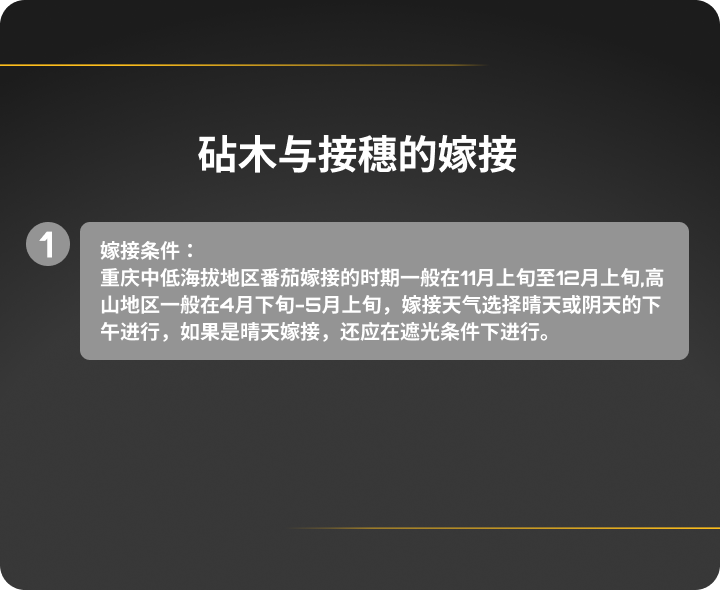 砧木与接穗的嫁接
1
嫁接条件：
重庆中低海拔地区番茄嫁接的时期一般在11月上旬至12月上旬,高
山地区一般在4月下旬-5月上旬，嫁接天气选择晴天或阴天的下
午进行，如果是晴天嫁接，还应在遮光条件下进行。